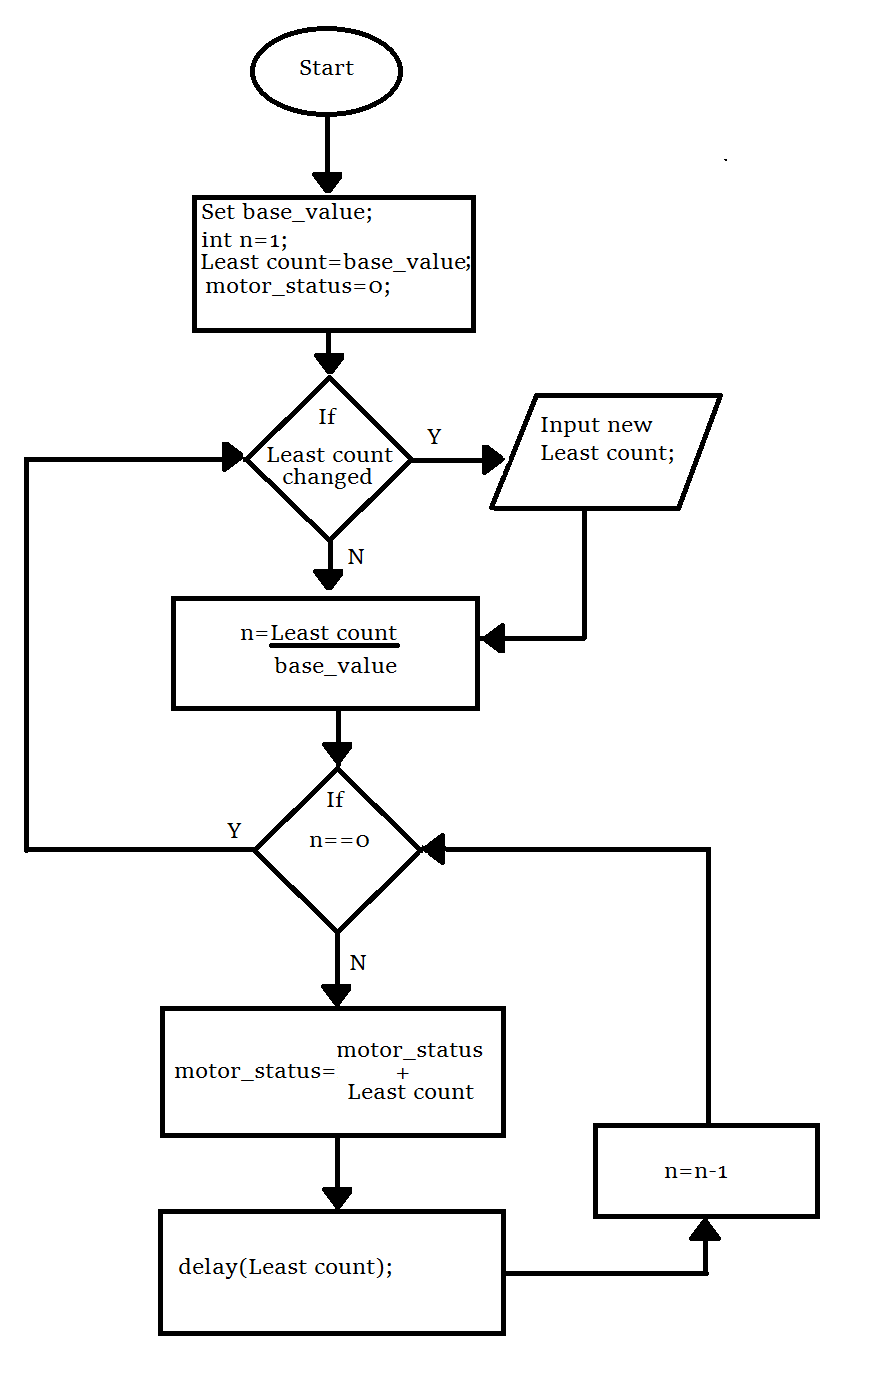 Start
Set base_value;
int n=1;
Least count=base_value;
motor_status=0;
If
Least count
changed
Y
Input new
Least count;
N
n=Least count
base_value
If
n==0
Y
N
motor_status=
motor_status
+
Least count
delay(Least count);
n=n-1